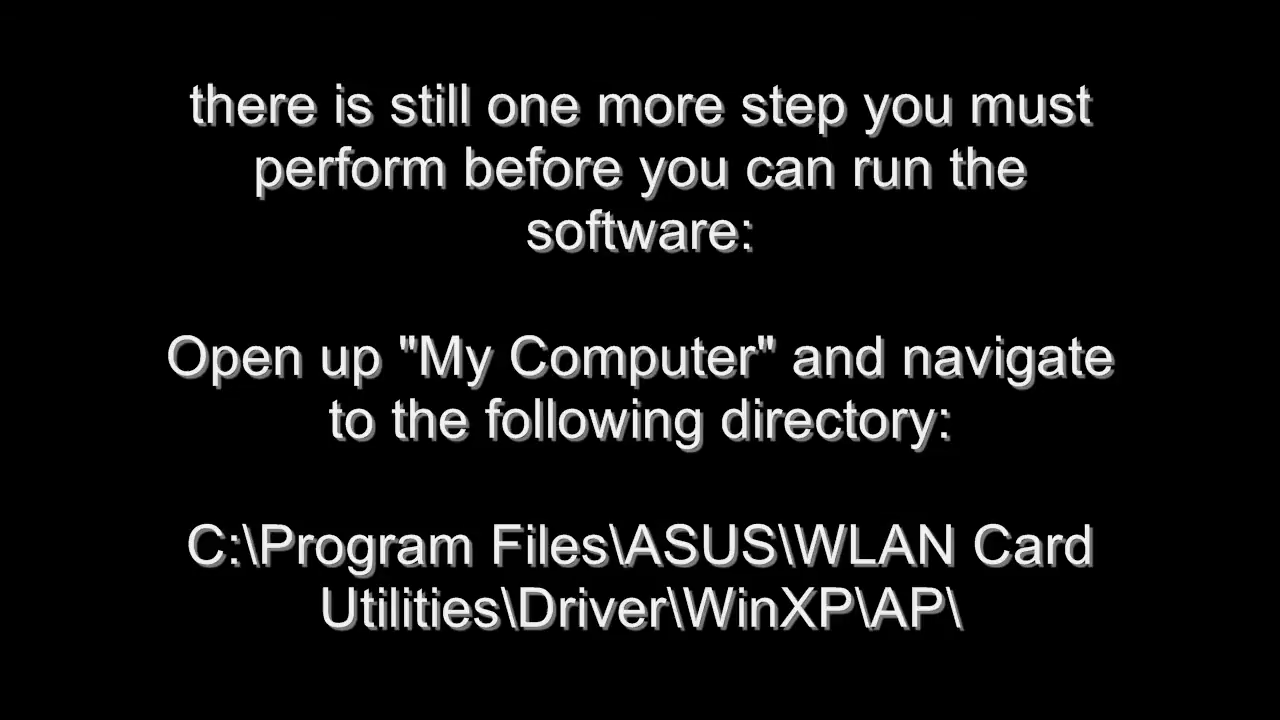 there is still one more step you must
perform before you can run the
software:
Open up "My Computer" and navigate
to the following directory:
C:\Program Files\ASUS\WLAN Card
Utilities\Driver\WinXP\AP\